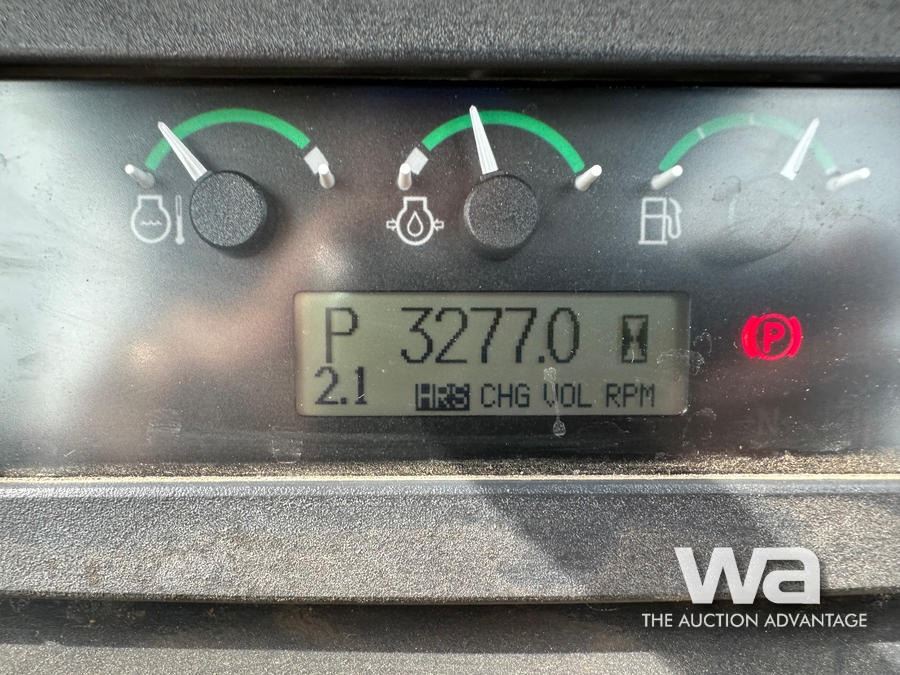 P 3277.0
2.1 HRS CHG VOL RPM
P
N
wa
THE AUCTION ADVANTAGE